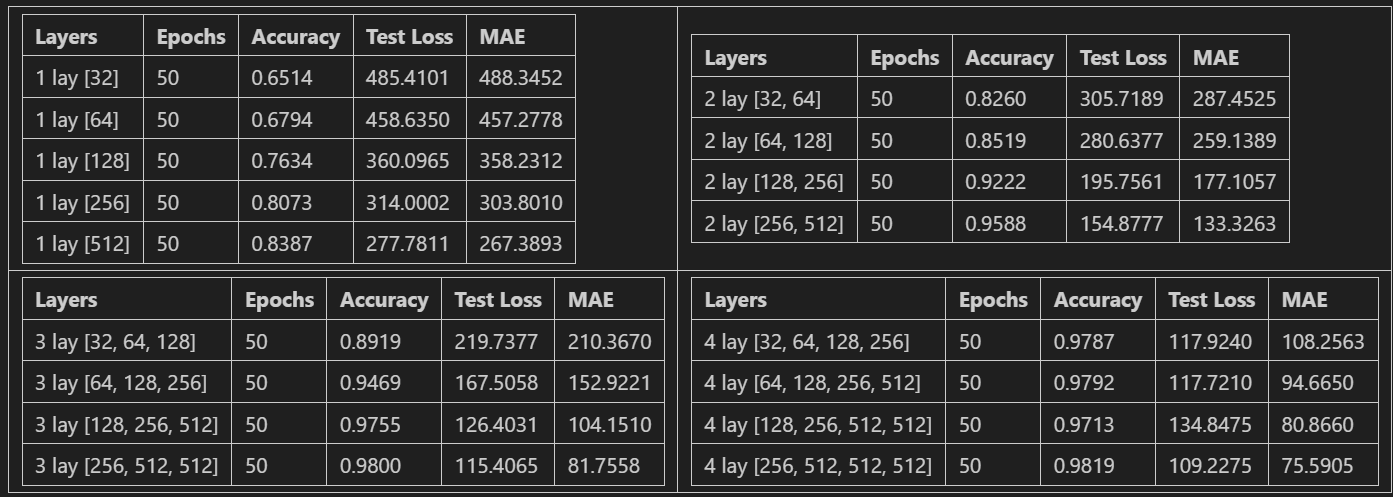 Layers Epochs Accuracy Test Loss MAE
1 lay [32] 50 0.6514 485.4101 488.3452
1 lay [64] 50 0.6794 458.6350 457.2778
1 lay [128] 50 0.7634 360.0965 358.2312
1 lay [256] 50 0.8073 314.0002 303.8010
1 lay [512] 50 0.8387 277.7811 267.3893
Layers Epochs Accuracy Test Loss MAE
2 lay [32, 64] 50 0.8260 305.7189 287.4525
2 lay [64, 128] 50 0.8519 280.6377 259.1389
2 lay [128, 256] 50 0.9222 195.7561 177.1057
2 lay [256, 512] 50 0.9588 154.8777 133.3263
Layers Epochs Accuracy Test Loss MAE
3 lay [32, 64, 128] 50 0.8919 219.7377 210.3670
3 lay [64, 128, 256] 50 0.9469 167.5058 152.9221
3 lay [128, 256, 512] 50 0.9755 126.4031 104.1510
3 lay [256, 512, 512] 50 0.9800 115.4065 81.7558
Layers Epochs Accuracy Test Loss MAE
4 lay [32, 64, 128, 256] 50 0.9787 117.9240 108.2563
4 lay [64, 128, 256, 512] 50 0.9792 117.7210 94.6650
4 lay [128, 256, 512, 512] 50 0.9713 134.8475 80.8660
4 lay [256, 512, 512, 512] 50 0.9819 109.2275 75.5905